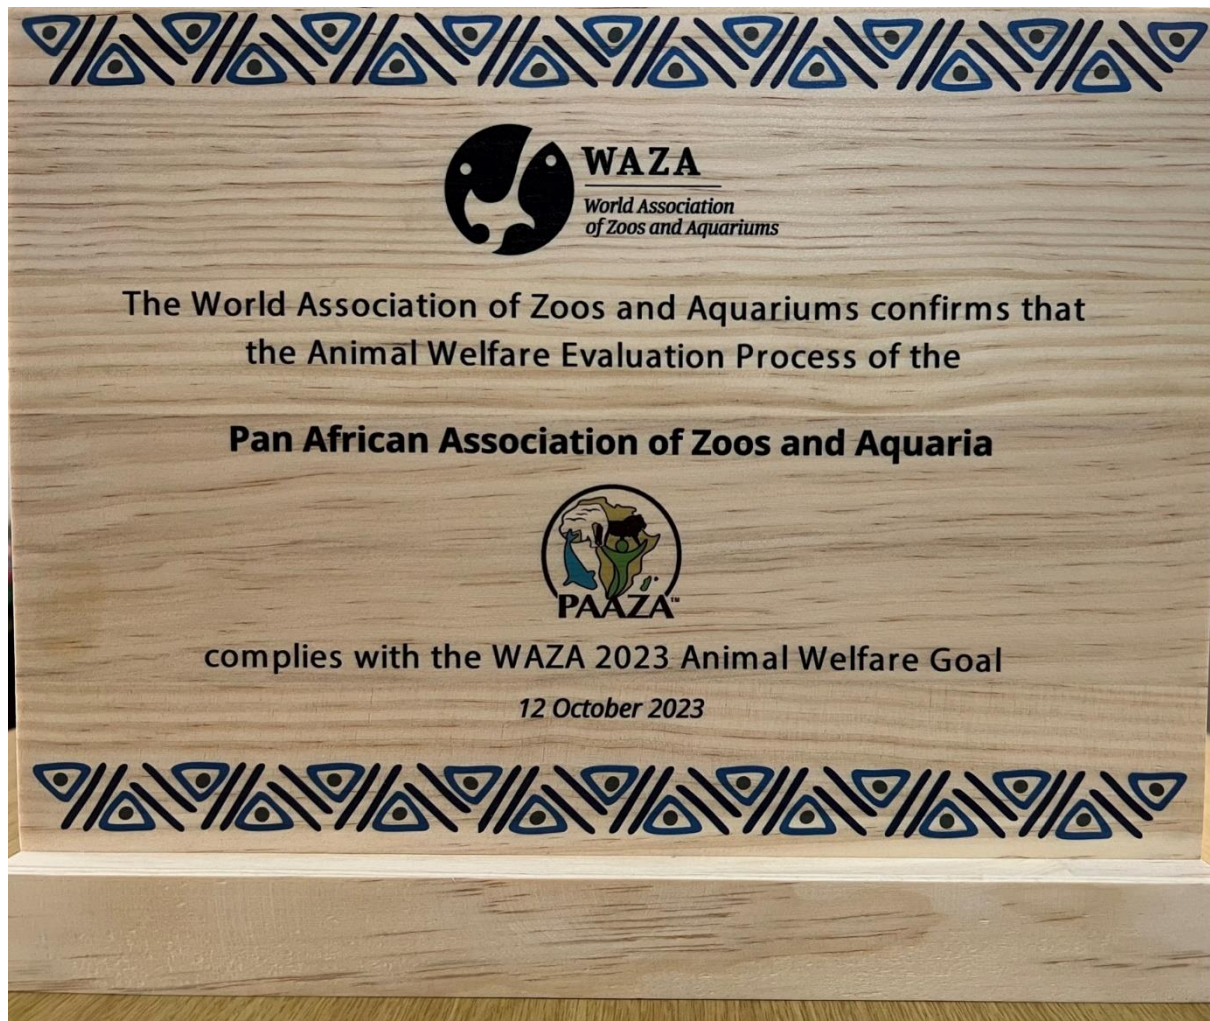 WAZA
World Association
of Zoos and Aquariums
The World Association of Zoos and Aquariums confirms that
the Animal Welfare Evaluation Process of the
Pan African Association of Zoos and Aquaria
PAAZA™
complies with the WAZA 2023 Animal Welfare Goal
12 October 2023